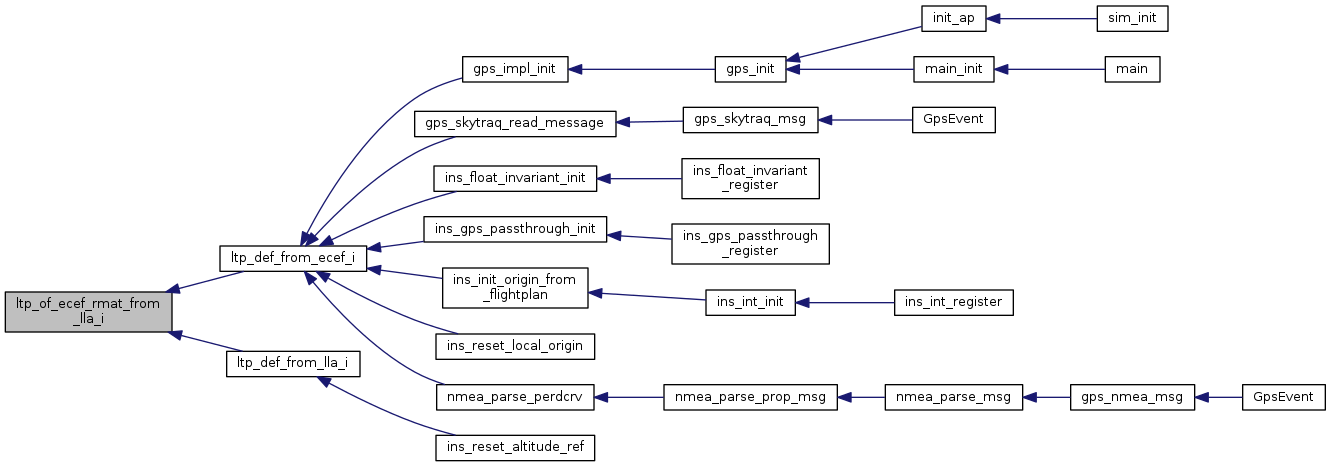 init_ap
sim_init
gps_impl_init
gps_init
main_init
main
gps_skytraq_read_message
gps_skytraq_msg
GpsEvent
ins_float_invariant_init
ins_float_invariant
_register
ins_gps_passthrough_init
ins_gps_passthrough
_register
ltp_def_from_ecef_i
ins_init_origin_from
_flightplan
ins_int_init
ins_int_register
ltp_of_ecef_rmat_from
_lla_i
ins_reset_local_origin
ltp_def_from_lla_i
nmea_parse_perdcrv
nmea_parse_prop_msg
nmea_parse_msg
gps_nmea_msg
GpsEvent
ins_reset_altitude_ref